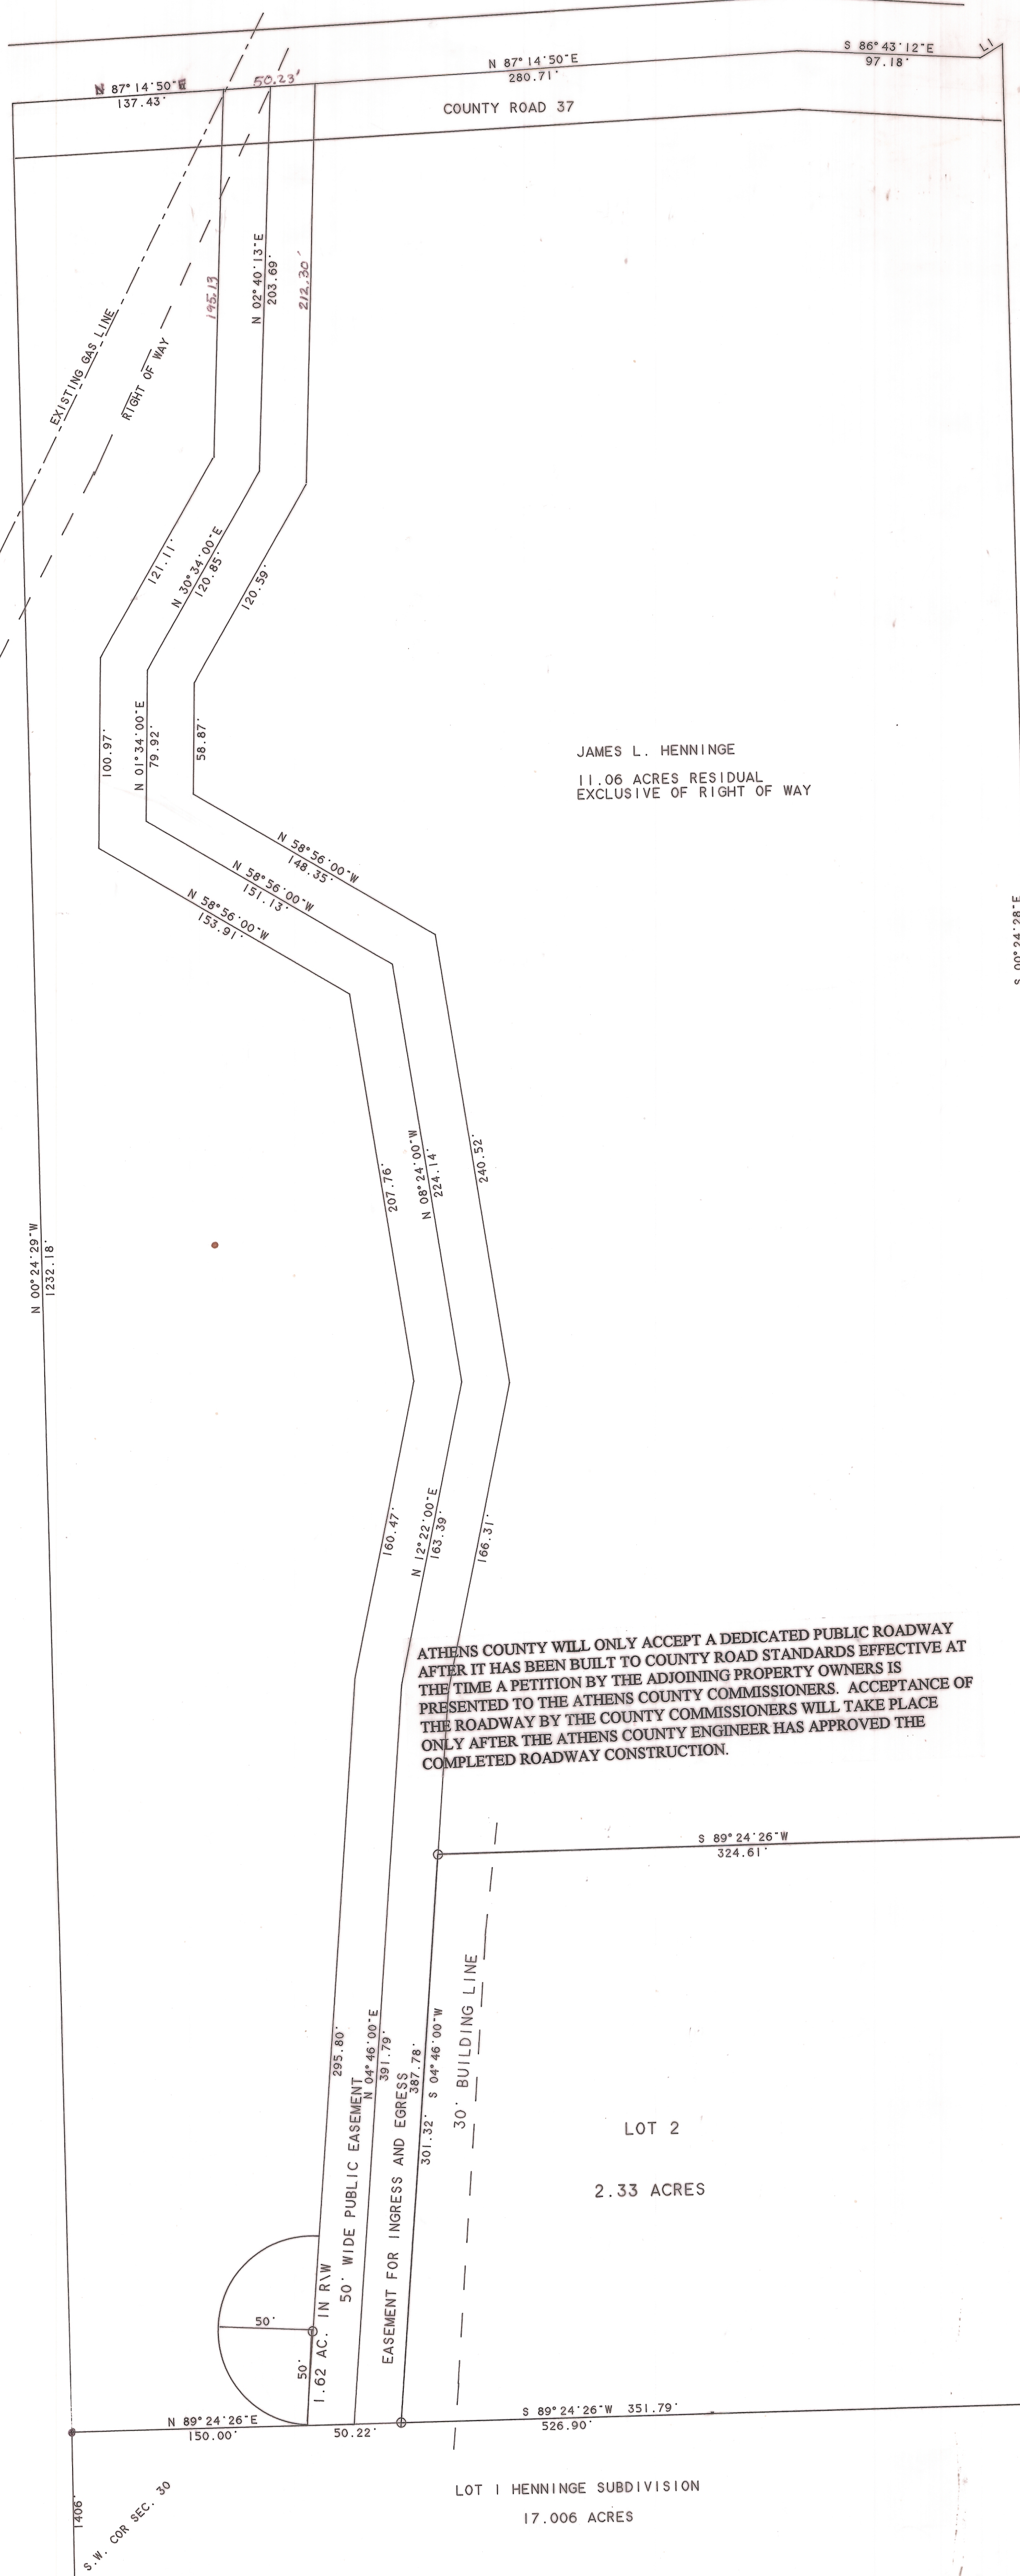 S 86°43'12"E
97.18'
L1
N 87°14'50"E
280.71'
50.23'
N 87°14'50"E
137.43'
COUNTY ROAD 37
N 02°40'13"E
203.69'
195.13
212.30'
EXISTING GAS LINE
RIGHT OF WAY
121.11'
N 30°34'00"E
120.85'
120.59'
100.97'
N 01°34'00"E
79.92'
58.87'
JAMES L. HENNINGE
11.06 ACRES RESIDUAL
EXCLUSIVE OF RIGHT OF WAY
N 58°56'00"W
148.35'
N 58°56'00"W
151.13'
N 58°56'00"W
153.91'
S 00°24'28"E
207.76'
N 08°24'00"W
224.14'
240.52'
N 00°24'29"W
1232.18'
160.47'
N 12°22'00"E
163.39'
166.31'
ATHENS COUNTY WILL ONLY ACCEPT A DEDICATED PUBLIC ROADWAY
AFTER IT HAS BEEN BUILT TO COUNTY ROAD STANDARDS EFFECTIVE AT
THE TIME A PETITION BY THE ADJOINING PROPERTY OWNERS IS
PRESENTED TO THE ATHENS COUNTY COMMISSIONERS. ACCEPTANCE OF
THE ROADWAY BY THE COUNTY COMMISSIONERS WILL TAKE PLACE
ONLY AFTER THE ATHENS COUNTY ENGINEER HAS APPROVED THE
COMPLETED ROADWAY CONSTRUCTION.
S 89°24'26"W
324.61'
295.80'
N 04°46'00"E
391.79'
387.78'
301.32' S 04°46'00"W
30' BUILDING LINE
50' WIDE PUBLIC EASEMENT
EASEMENT FOR INGRESS AND EGRESS
1.62 AC. IN R\W
LOT 2
2.33 ACRES
50'
50'
N 89°24'26"E
150.00'
50.22'
S 89°24'26"W 351.79'
526.90'
LOT 1 HENNINGE SUBDIVISION
17.006 ACRES
1406'
S.W. COR SEC. 30